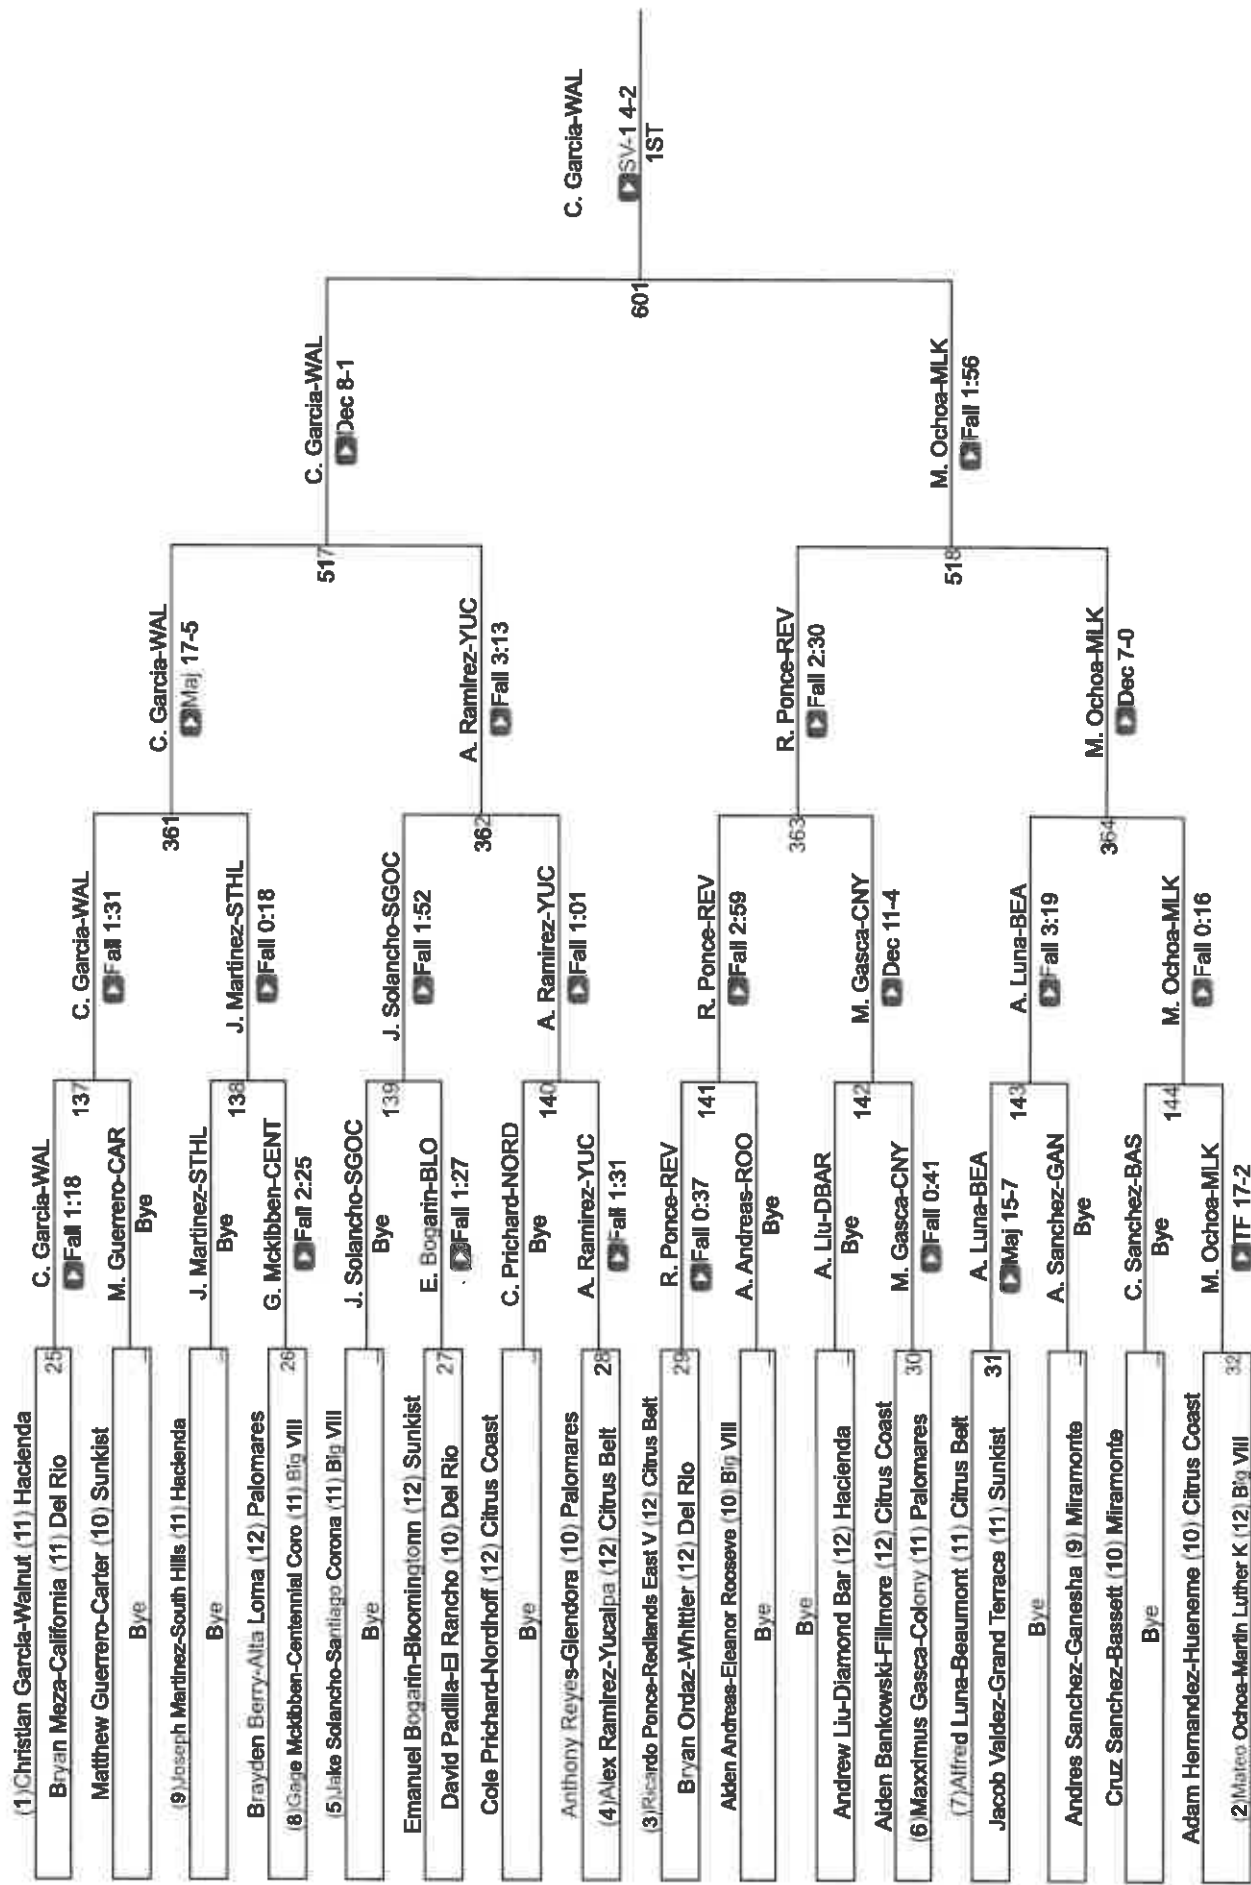 (1)Christian Garcia-Walnut (11) Hacienda
25
Bryan Meza-California (11) Del Rio
Matthew Guerrero-Carter (10) Sunkist
Bye
(9)Joseph Martinez-South Hills (11) Hacienda
Bye
Brayden Berry-Alta Loma (12) Palomares
26
(8)Gage Mckibben-Centennial Coro (11) Big VIII
(5)Jake Solancho-Santiago Corona (11) Big VIII
Bye
Emanuel Bogarin-Bloomingtonn (12) Sunkist
27
David Padilla-El Rancho (10) Del Rio
Cole Prichard-Nordhoff (12) Citrus Coast
Bye
Anthony Reyes-Glendora (10) Palomares
28
(4)Alex Ramirez-Yucaipa (12) Citrus Belt
(3)Ricardo Ponce-Redlands East V (12) Citrus Belt
29
Bryan Ordaz-Whittier (12) Del Rio
Aiden Andreas-Eleanor Rooseve (10) Big VIII
Bye
Bye
Andrew Liu-Diamond Bar (12) Hacienda
Aiden Bankowski-Fillmore (12) Citrus Coast
30
(6)Maxximus Gasca-Colony (11) Palomares
(7)Alfred Luna-Beaumont (11) Citrus Belt
31
Jacob Valdez-Grand Terrace (11) Sunkist
Bye
Andres Sanchez-Ganesha (9) Miramonte
Cruz Sanchez-Bassett (10) Miramonte
Bye
Adam Hernandez-Hueneme (10) Citrus Coast
32
(2)Mateo Ochoa-Martin Luther K (12) Big VIII
C. Garcia-WAL
Fall 1:18
137
M. Guerrero-CAR
Bye
J. Martinez-STHL
Bye
138
G. Mckibben-CENT
Fall 2:25
J. Solancho-SGOC
Bye
139
E. Bogarin-BLO
Fall 1:27
C. Prichard-NORD
Bye
140
A. Ramirez-YUC
Fall 1:31
R. Ponce-REV
Fall 0:37
141
A. Andreas-ROO
Bye
A. Liu-DBAR
Bye
142
M. Gasca-CNY
Fall 0:41
A. Luna-BEA
Maj 15-7
143
A. Sanchez-GAN
Bye
C. Sanchez-BAS
Bye
144
M. Ochoa-MLK
TF 17-2
C. Garcia-WAL
Fall 1:31
361
J. Martinez-STHL
Fall 0:18
J. Solancho-SGOC
Fall 1:52
362
A. Ramirez-YUC
Fall 1:01
R. Ponce-REV
Fall 2:59
363
M. Gasca-CNY
Dec 11-4
A. Luna-BEA
Fall 3:19
364
M. Ochoa-MLK
Fall 0:16
C. Garcia-WAL
Maj 17-5
517
A. Ramirez-YUC
Fall 3:13
R. Ponce-REV
Fall 2:30
518
M. Ochoa-MLK
Dec 7-0
C. Garcia-WAL
Dec 8-1
601
M. Ochoa-MLK
Fall 1:56
C. Garcia-WAL
SV-1 4-2
1ST